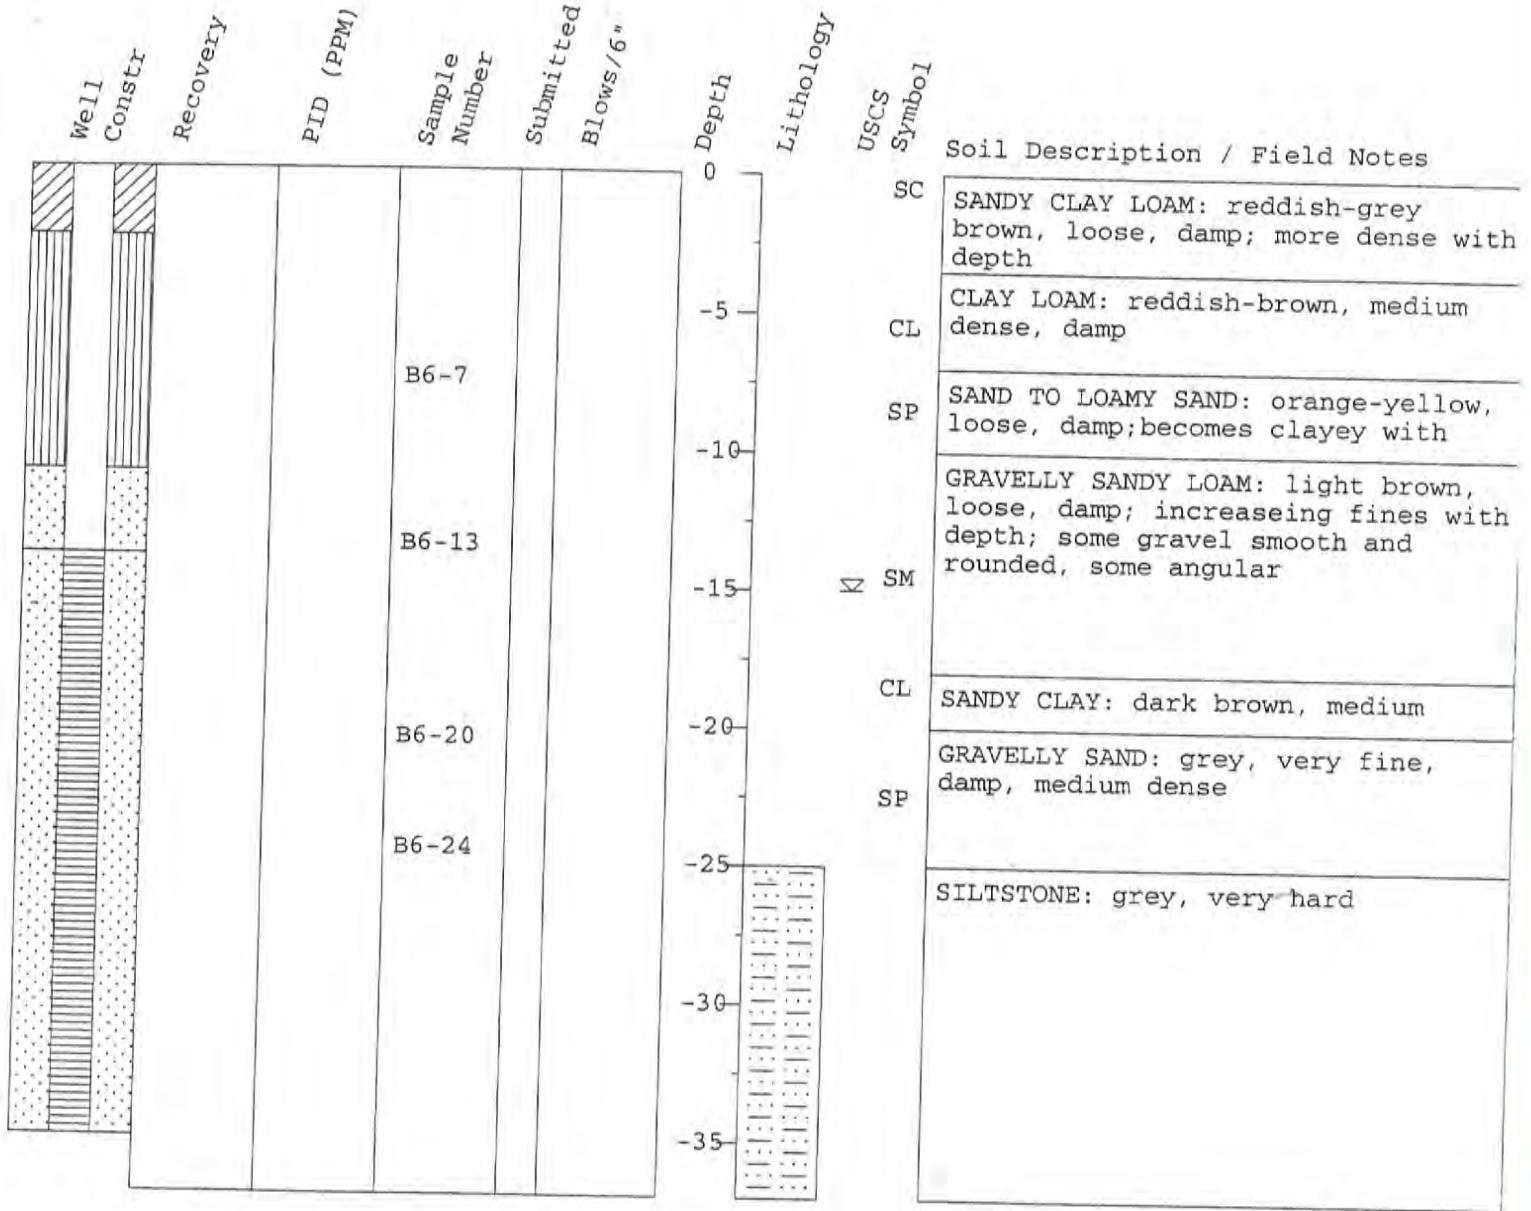 Well
Constr
Recovery
PID (PPM)
Sample
Number
Submitted
Blows/6"
Depth
Lithology
USCS
Symbol
Soil Description / Field Notes
0
SC
SANDY CLAY LOAM: reddish-grey
brown, loose, damp; more dense with
depth
-5
CL
CLAY LOAM: reddish-brown, medium
dense, damp
B6-7
SP
SAND TO LOAMY SAND: orange-yellow,
loose, damp;becomes clayey with
-10
GRAVELLY SANDY LOAM: light brown,
loose, damp; increaseing fines with
depth; some gravel smooth and
rounded, some angular
B6-13
-15
SM
CL
SANDY CLAY: dark brown, medium
B6-20
-20
GRAVELLY SAND: grey, very fine,
damp, medium dense
SP
B6-24
-25
SILTSTONE: grey, very hard
-30
-35